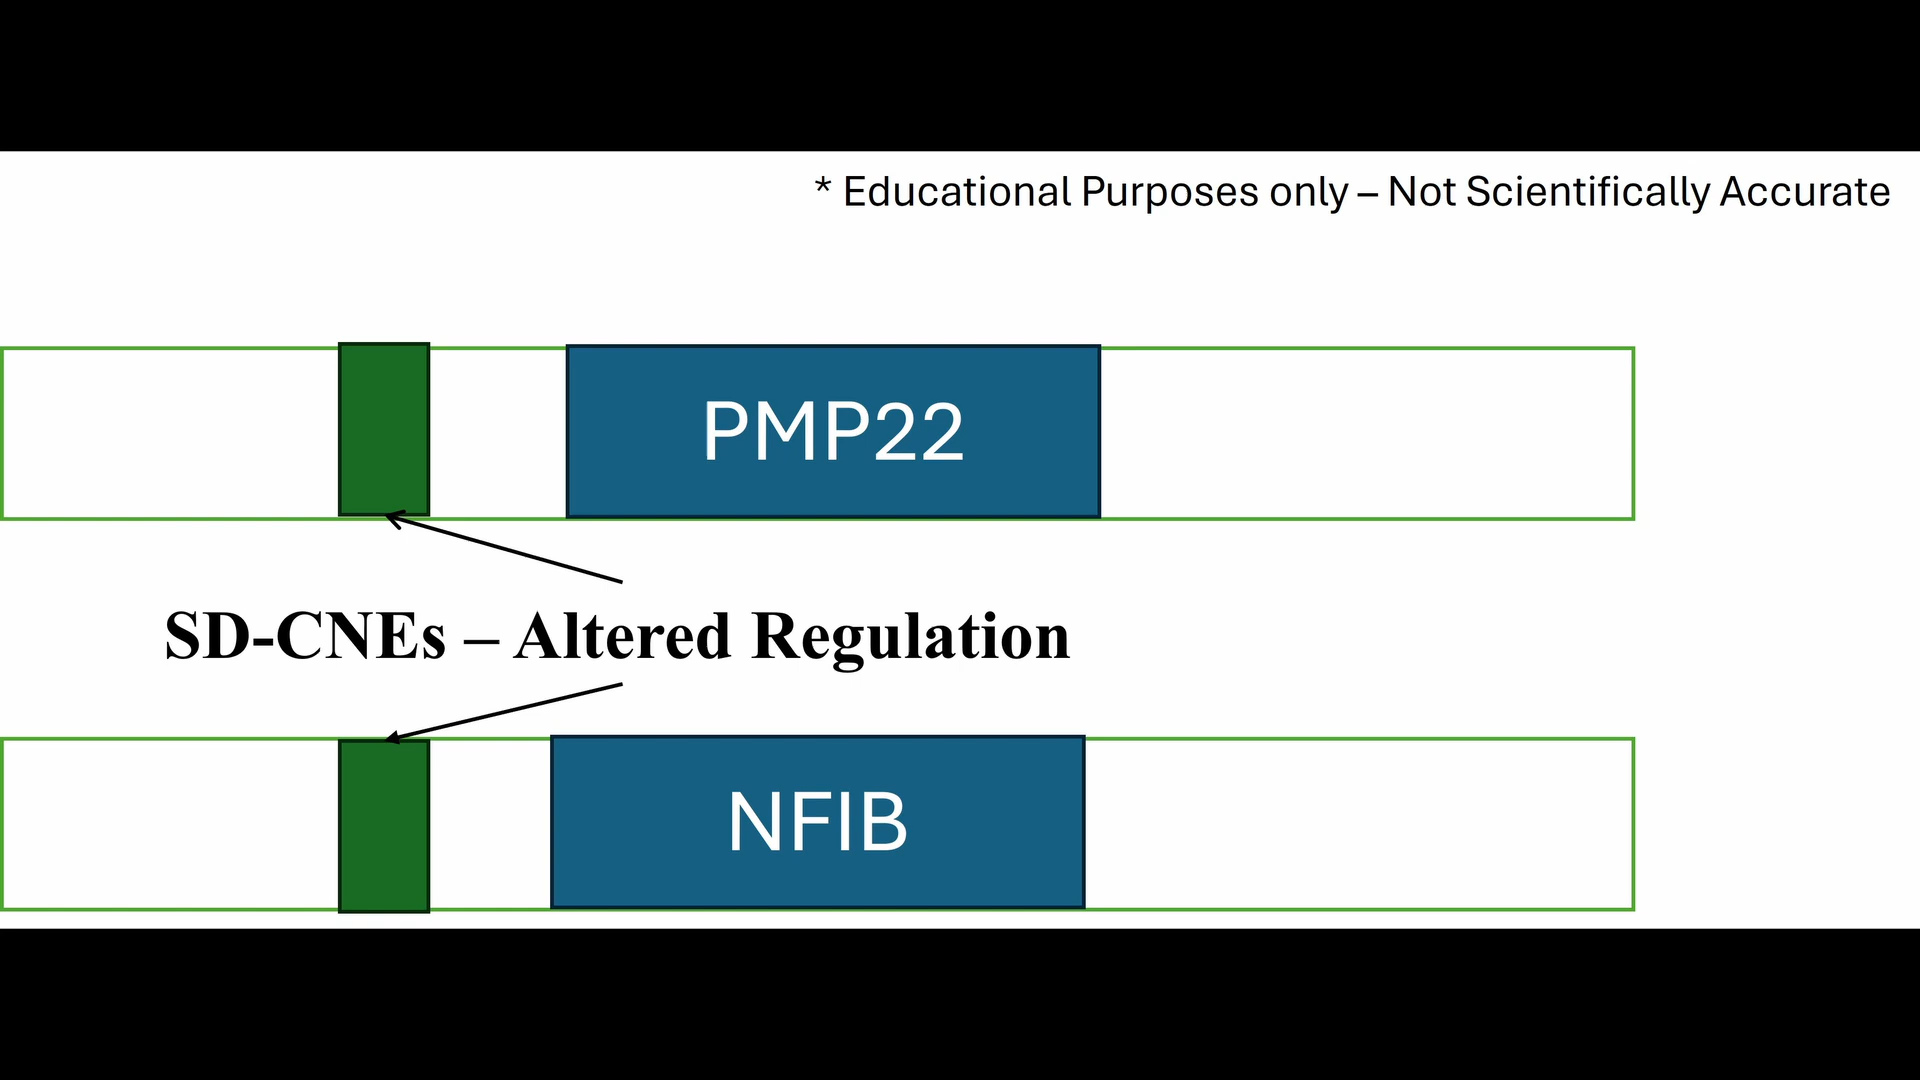 * Educational Purposes only – Not Scientifically Accurate
PMP22
SD-CNEs – Altered Regulation
NFIB